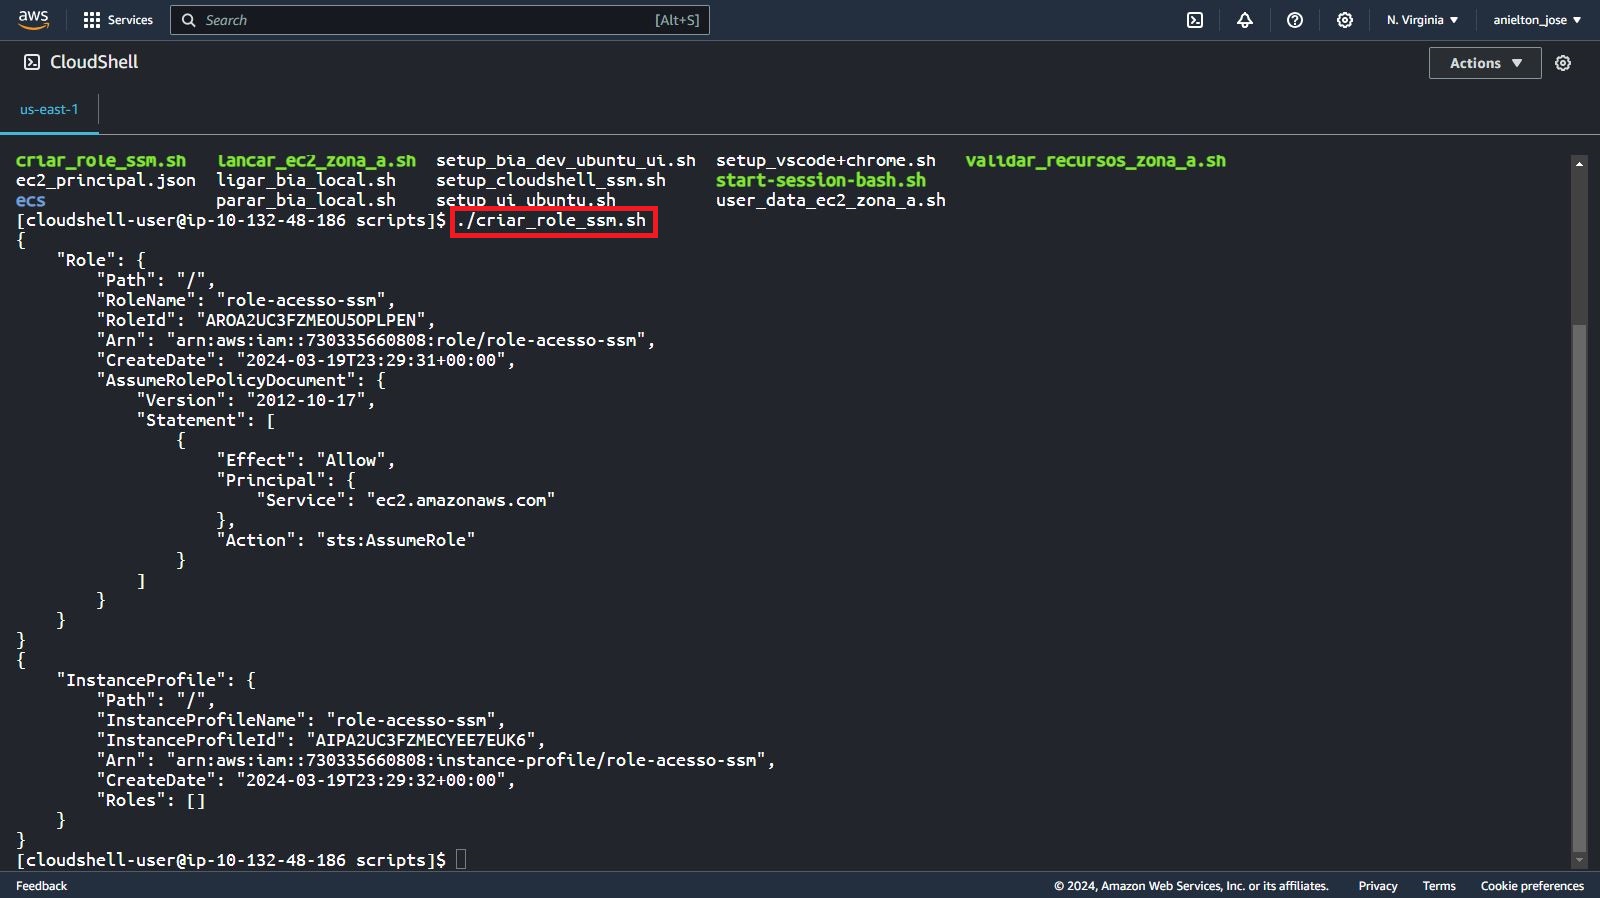 aws Services Search [Alt+S] N. Virginia ▼ anielton_jose ▼
CloudShell Actions ▼
us-east-1
criar_role_ssm.sh lancar_ec2_zona_a.sh setup_bia_dev_ubuntu_ui.sh setup_vscode+chrome.sh validar_recursos_zona_a.sh
ec2_principal.json ligar_bia_local.sh setup_cloudshell_ssm.sh start-session-bash.sh
ecs parar_bia_local.sh setup_ui_ubuntu.sh user_data_ec2_zona_a.sh
[cloudshell-user@ip-10-132-48-186 scripts]$ ./criar_role_ssm.sh
{
    "Role": {
        "Path": "/",
        "RoleName": "role-acesso-ssm",
        "RoleId": "AROA2UC3FZMEOU5OPLPEN",
        "Arn": "arn:aws:iam::730335660808:role/role-acesso-ssm",
        "CreateDate": "2024-03-19T23:29:31+00:00",
        "AssumeRolePolicyDocument": {
            "Version": "2012-10-17",
            "Statement": [
                {
                    "Effect": "Allow",
                    "Principal": {
                        "Service": "ec2.amazonaws.com"
                    },
                    "Action": "sts:AssumeRole"
                }
            ]
        }
    }
}
{
    "InstanceProfile": {
        "Path": "/",
        "InstanceProfileName": "role-acesso-ssm",
        "InstanceProfileId": "AIPA2UC3FZMECYEE7EUK6",
        "Arn": "arn:aws:iam::730335660808:instance-profile/role-acesso-ssm",
        "CreateDate": "2024-03-19T23:29:32+00:00",
        "Roles": []
    }
}
[cloudshell-user@ip-10-132-48-186 scripts]$
Feedback © 2024, Amazon Web Services, Inc. or its affiliates. Privacy Terms Cookie preferences